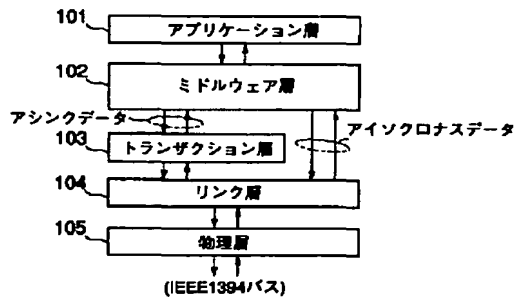 101
アプリケーション層
102
ミドルウェア層
アシンクデータ
アイソクロナスデータ
103
トランザクション層
104
リンク層
105
物理層
(IEEE1394バス)